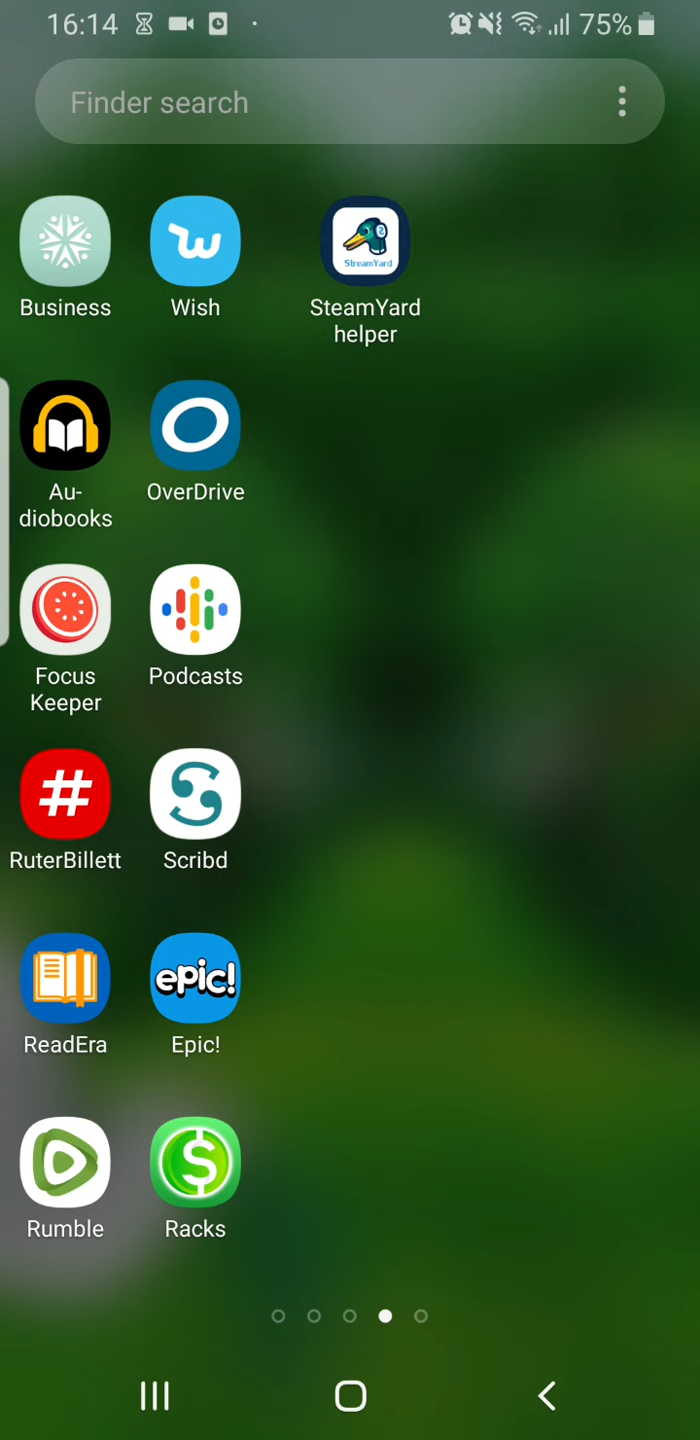 16:14
75%
Finder search
StreamYard
Business
Wish
SteamYard
helper
Au-
diobooks
OverDrive
Focus
Keeper
Podcasts
RuterBillett
Scribd
epic!
ReadEra
Epic!
Rumble
Racks